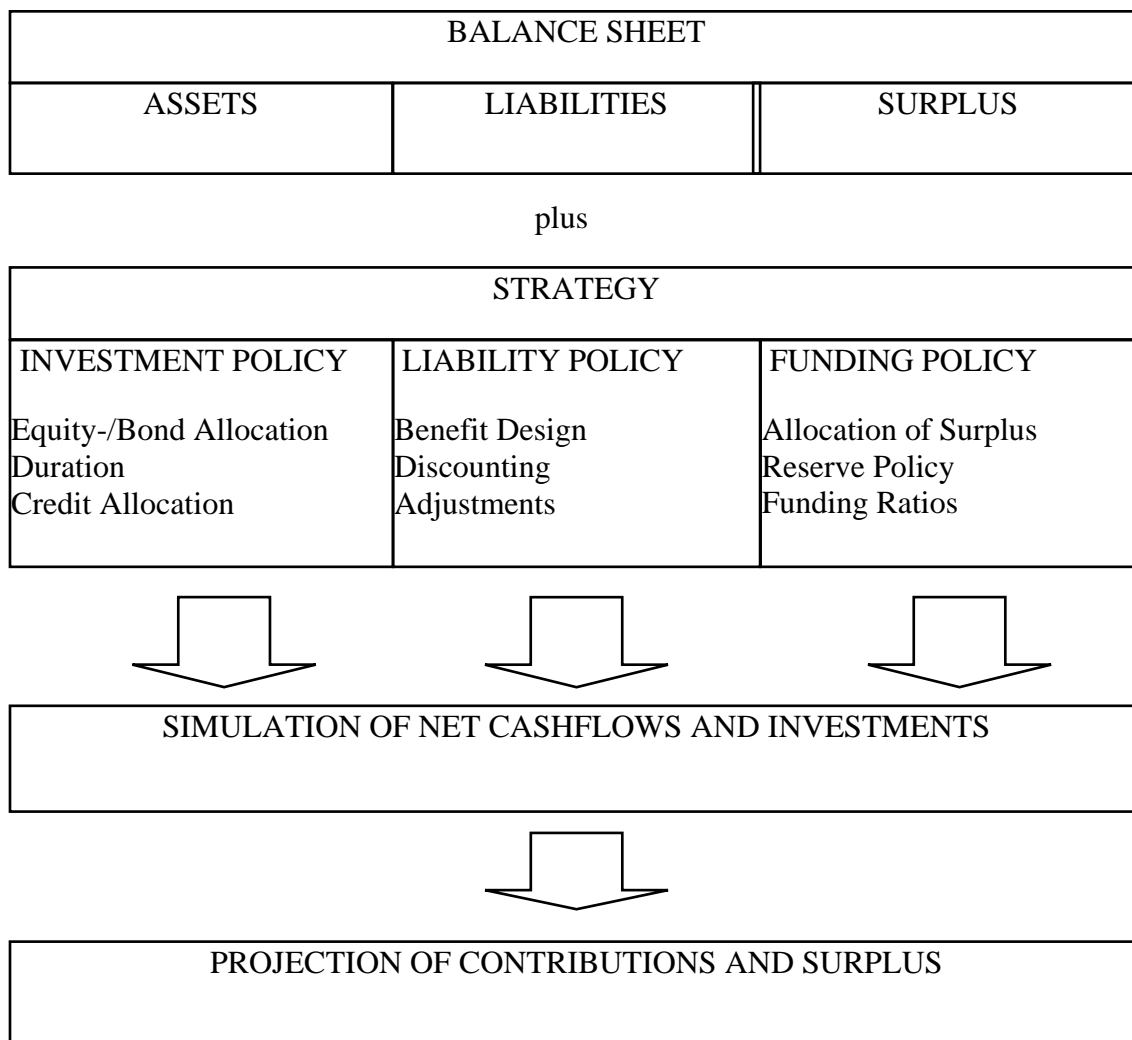 BALANCE SHEET
ASSETS
LIABILITIES
SURPLUS
plus
STRATEGY
INVESTMENT POLICY
Equity-/Bond Allocation
Duration
Credit Allocation
LIABILITY POLICY
Benefit Design
Discounting
Adjustments
FUNDING POLICY
Allocation of Surplus
Reserve Policy
Funding Ratios
SIMULATION OF NET CASHFLOWS AND INVESTMENTS
PROJECTION OF CONTRIBUTIONS AND SURPLUS